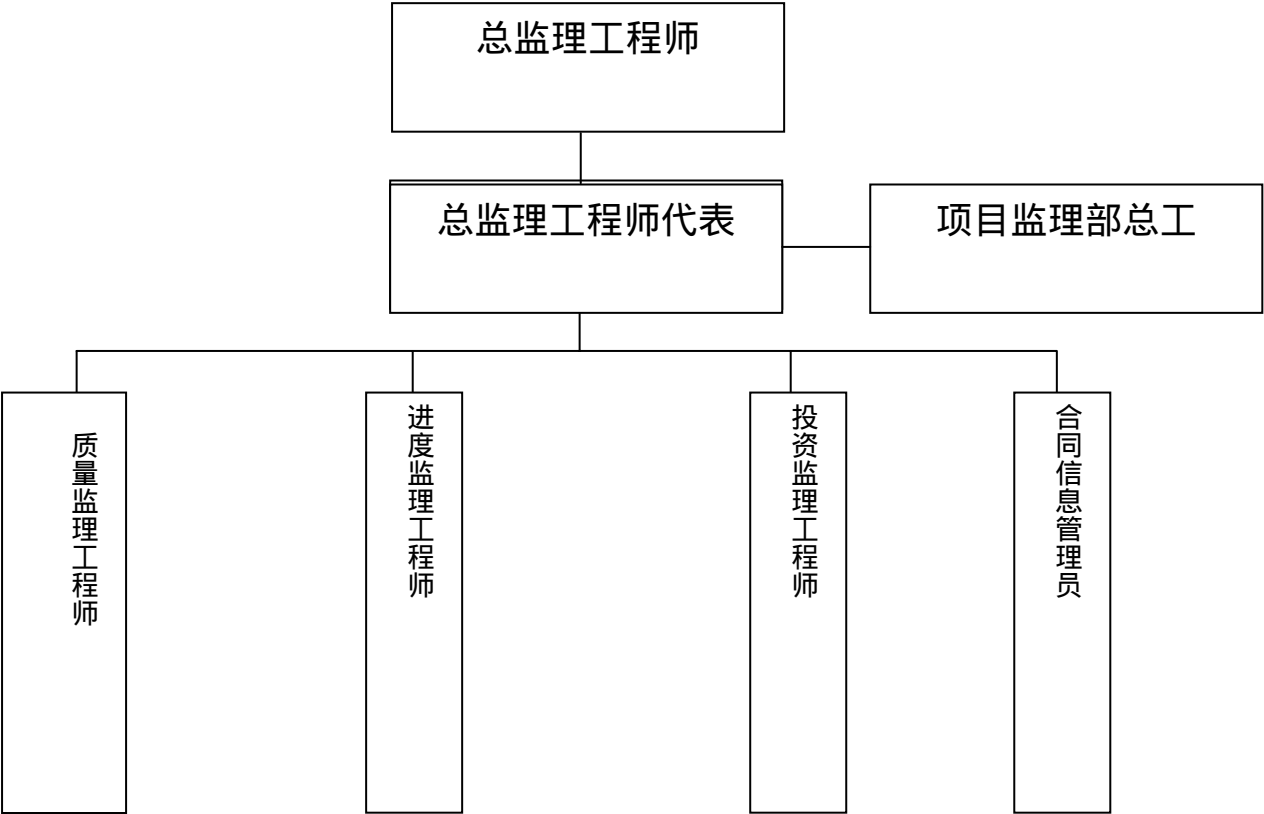 总监理工程师
总监理工程师代表
项目监理部总工
质量监理工程师
进度监理工程师
投资监理工程师
合同信息管理员